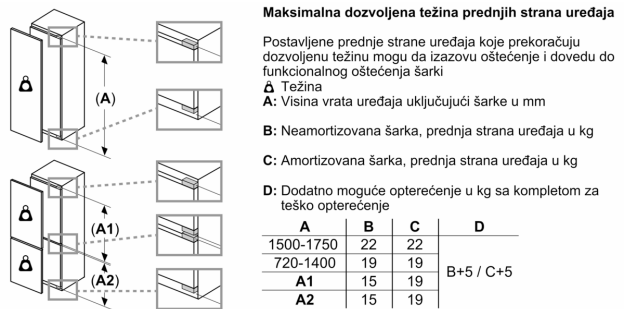 Maksimalna dozvoljena težina prednjih strana uređaja
Postavljene prednje strane uređaja koje prekoračuju
dozvoljenu težinu mogu da izazovu oštećenje i dovedu do
funkcionalnog oštećenja šarki
Težina
A: Visina vrata uređaja uključujući šarke u mm
B: Neamortizovana šarka, prednja strana uređaja u kg
C: Amortizovana šarka, prednja strana uređaja u kg
D: Dodatno moguće opterećenje u kg sa kompletom za
teško opterećenje
A B C D
1500-1750 22 22
720-1400 19 19
A1 15 19
A2 15 19
B+5 / C+5
(A)
(A1)
(A2)